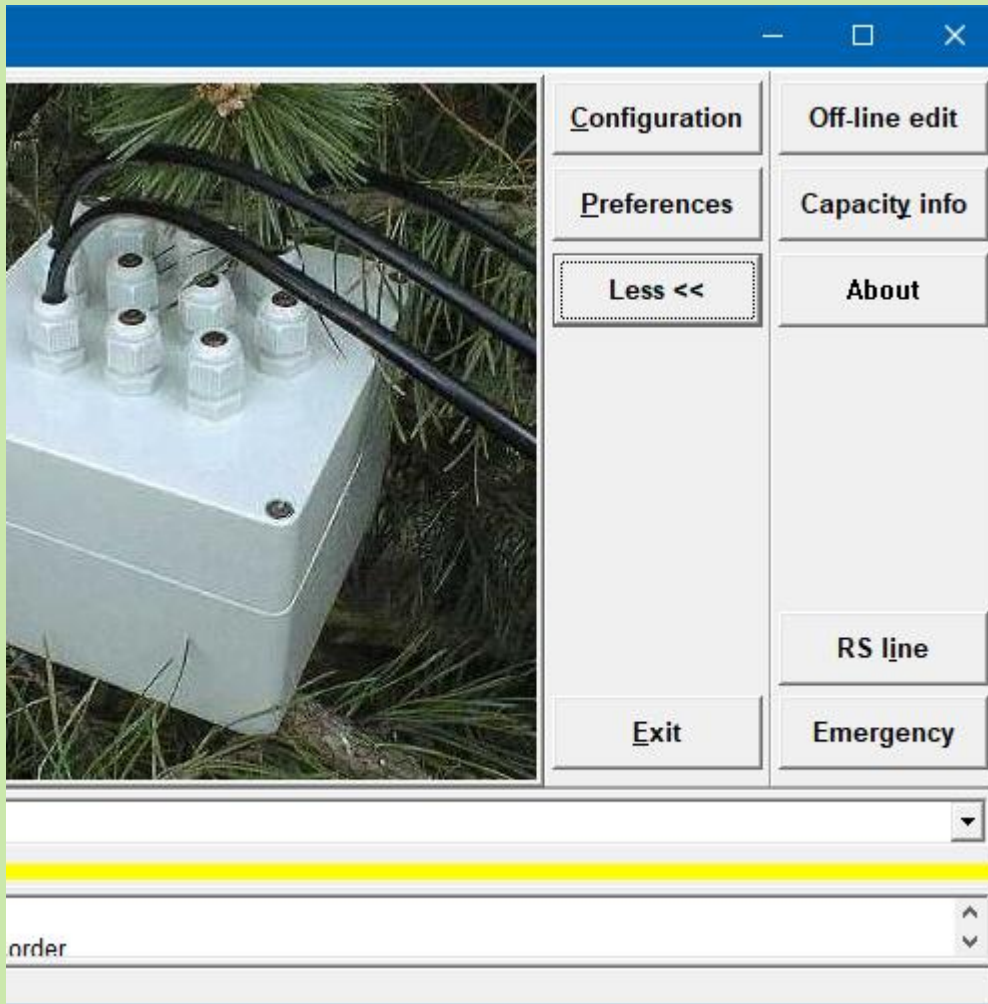 Configuration
Off-line edit
Preferences
Capacity info
Less <<
About
RS line
Exit
Emergency
order